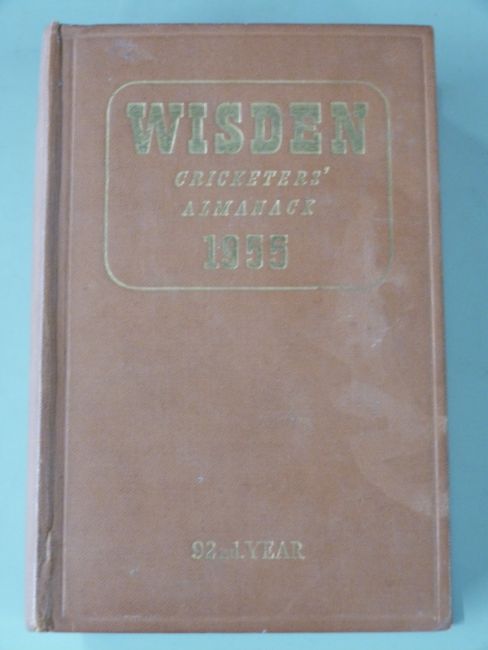 WISDEN
CRICKETERS'
ALMANACK
1955
92nd. YEAR